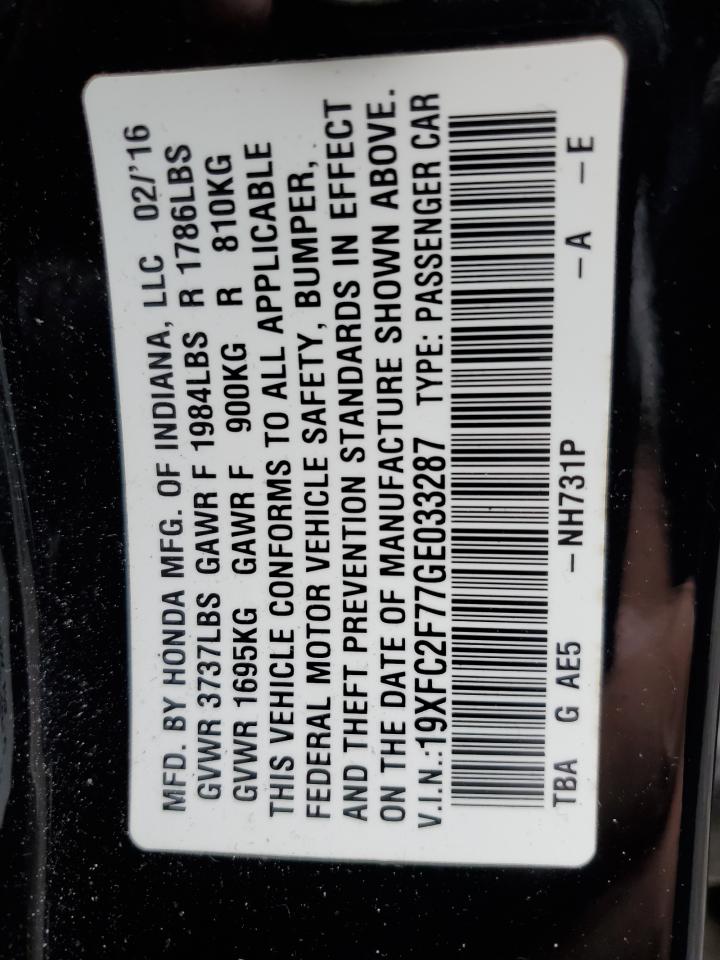 MFD. BY HONDA MFG. OF INDIANA, LLC 02/'16
GVWR 3737LBS GAWR F 1984LBS R 1786LBS
GVWR 1695KG GAWR F 900KG R 810KG
THIS VEHICLE CONFORMS TO ALL APPLICABLE
FEDERAL MOTOR VEHICLE SAFETY, BUMPER,
AND THEFT PREVENTION STANDARDS IN EFFECT
ON THE DATE OF MANUFACTURE SHOWN ABOVE.
V.I.N.:19XFC2F77GE033287 TYPE: PASSENGER CAR
TBA G AE5 -NH731P -A -E